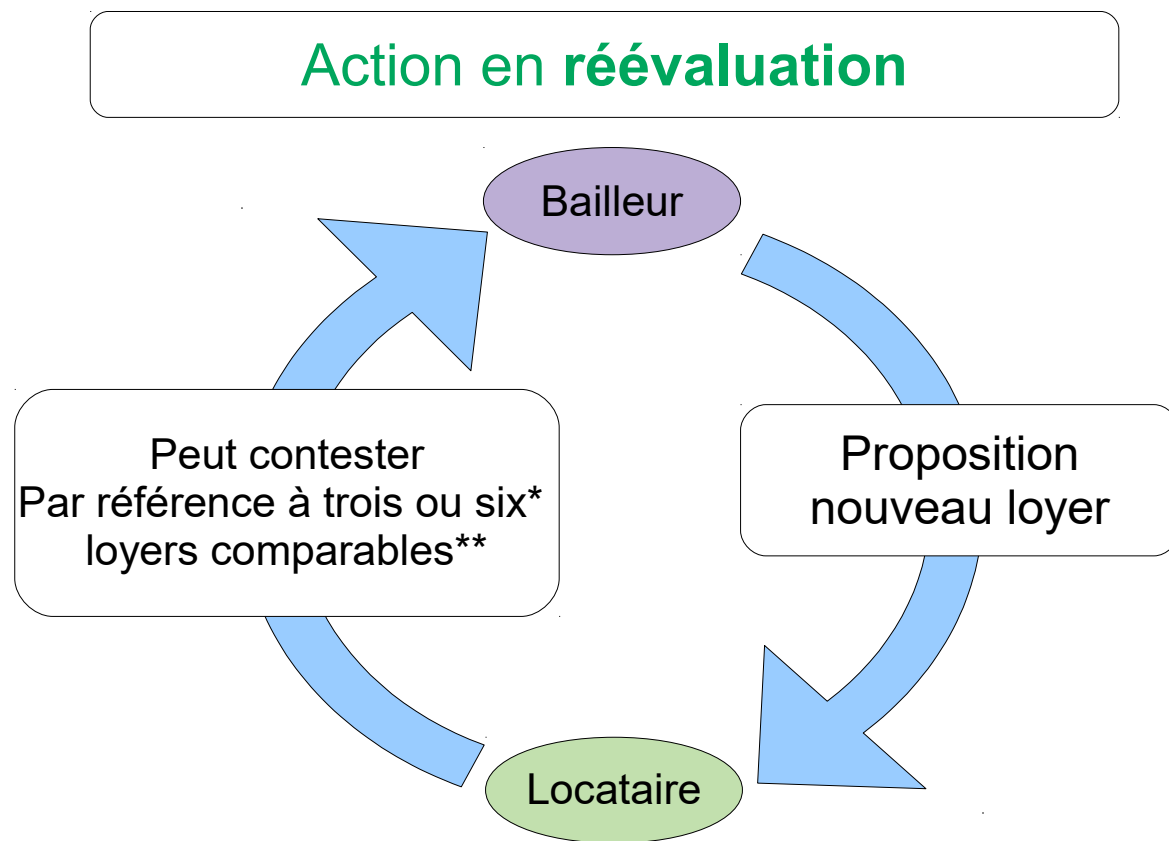 Action en réévaluation
Bailleur
Proposition
nouveau loyer
Peut contester
Par référence à trois ou six*
loyers comparables**
Locataire